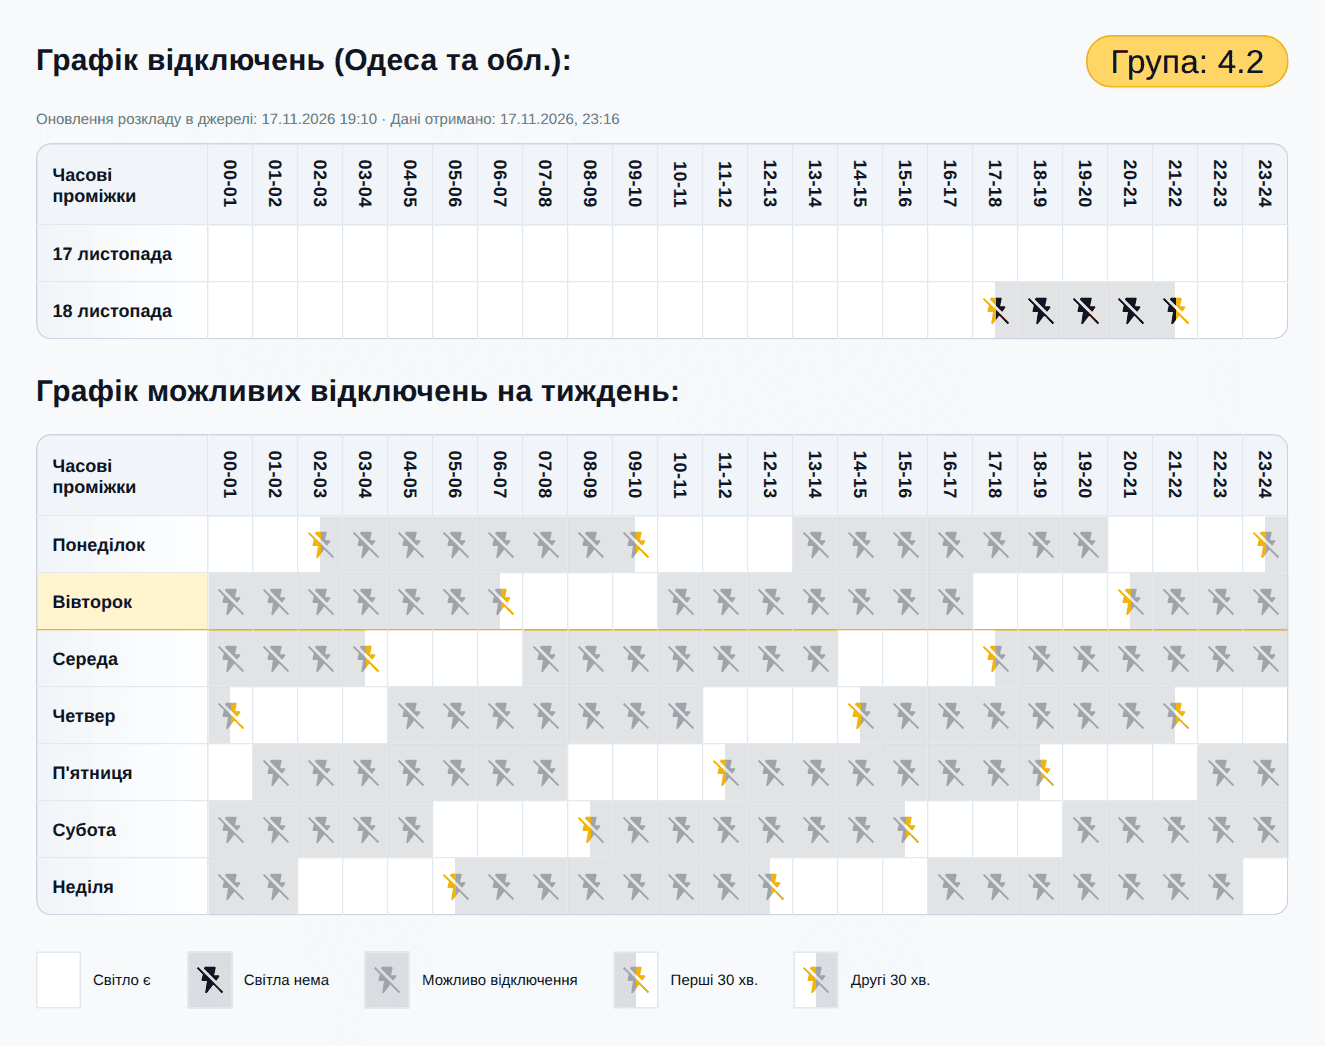 Графік відключень (Одеса та обл.):
Група: 4.2
Оновлення розкладу в джерелі: 17.11.2026 19:10 · Дані отримано: 17.11.2026, 23:16
Часові проміжки 00-01 01-02 02-03 03-04 04-05 05-06 06-07 07-08 08-09 09-10 10-11 11-12 12-13 13-14 14-15 15-16 16-17 17-18 18-19 19-20 20-21 21-22 22-23 23-24
17 листопада
18 листопада
Графік можливих відключень на тиждень:
Часові проміжки 00-01 01-02 02-03 03-04 04-05 05-06 06-07 07-08 08-09 09-10 10-11 11-12 12-13 13-14 14-15 15-16 16-17 17-18 18-19 19-20 20-21 21-22 22-23 23-24
Понеділок
Вівторок
Середа
Четвер
П'ятниця
Субота
Неділя
Світло є Світла нема Можливо відключення Перші 30 хв. Другі 30 хв.